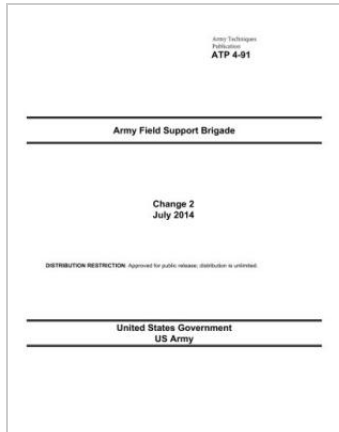 Army Techniques
Publication
ATP 4-91
Army Field Support Brigade
Change 2
July 2014
DISTRIBUTION RESTRICTION: Approved for public release; distribution is unlimited.
United States Government
US Army